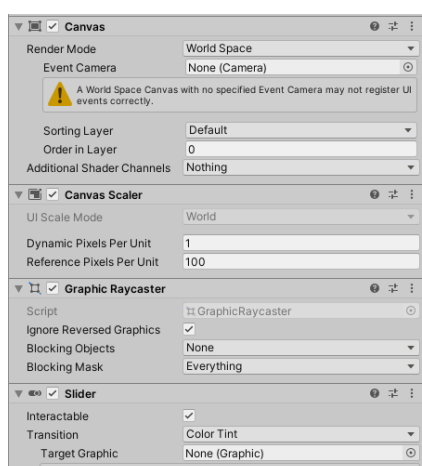 Canvas
Render Mode World Space
Event Camera None (Camera)
A World Space Canvas with no specified Event Camera may not register UI
events correctly.
Sorting Layer Default
Order in Layer 0
Additional Shader Channels Nothing
Canvas Scaler
UI Scale Mode World
Dynamic Pixels Per Unit 1
Reference Pixels Per Unit 100
Graphic Raycaster
Script GraphicRaycaster
Ignore Reversed Graphics
Blocking Objects None
Blocking Mask Everything
Slider
Interactable
Transition Color Tint
Target Graphic None (Graphic)